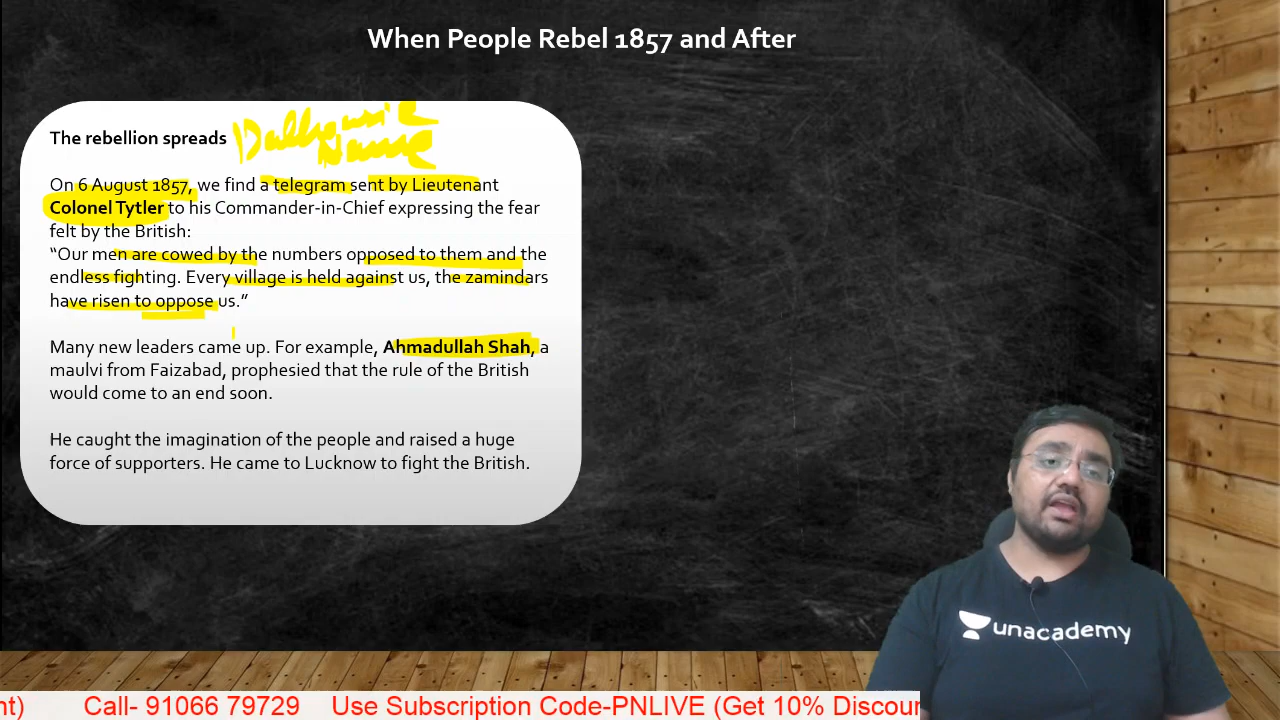 When People Rebel 1857 and After
The rebellion spreads
Dalhousie
On 6 August 1857, we find a telegram sent by Lieutenant
Colonel Tytler to his Commander-in-Chief expressing the fear
felt by the British:
“Our men are cowed by the numbers opposed to them and the
endless fighting. Every village is held against us, the zamindars
have risen to oppose us.”
Many new leaders came up. For example, Ahmadullah Shah, a
maulvi from Faizabad, prophesied that the rule of the British
would come to an end soon.
He caught the imagination of the people and raised a huge
force of supporters. He came to Lucknow to fight the British.
unacademy
nt) Call- 91066 79729 Use Subscription Code-PNLIVE (Get 10% Discoun